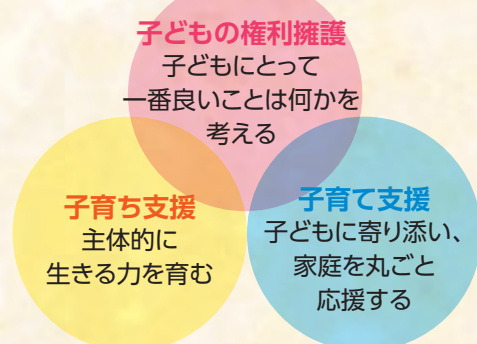 子どもの権利擁護
子どもにとって
一番良いことは何かを
考える
子育ち支援
主体的に
生きる力を育む
子育て支援
子どもに寄り添い、
家庭を丸ごと
応援する